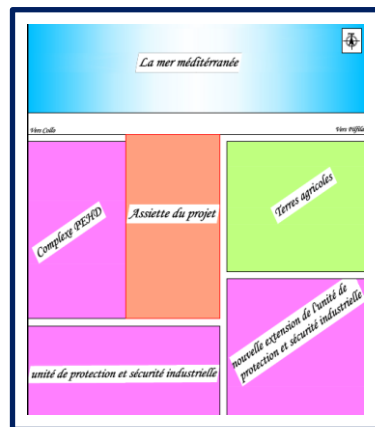 La mer méditérranée
Vers Collo
Vers Filfila
Complexe PEHD
Assiette du projet
Terres agricoles
unité de protection et sécurité industrielle
nouvelle extension de l'unité de
protection et sécurité industrielle